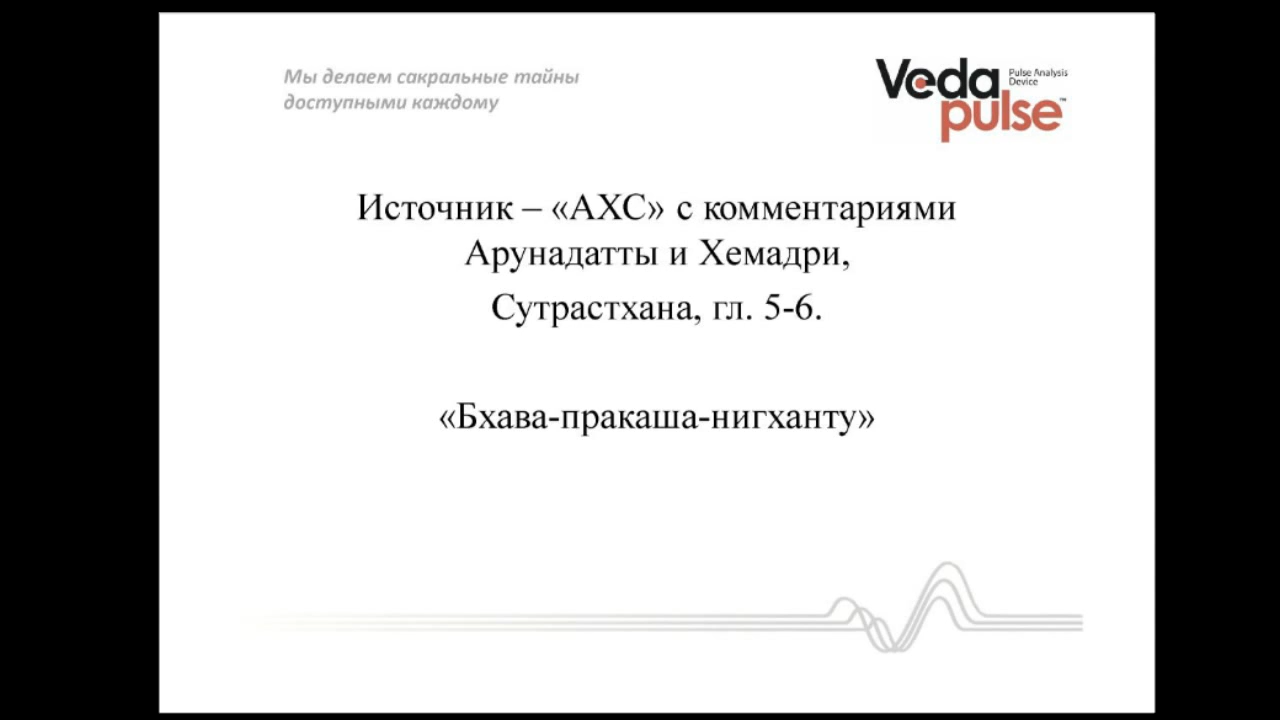 Мы делаем сакральные тайны
доступными каждому
Veda
Pulse Analysis
Device
pulse™
Источник – «АХС» с комментариями
Арунадатты и Хемадри,
Сутрастхана, гл. 5-6.
«Бхава-пракаша-нигханту»